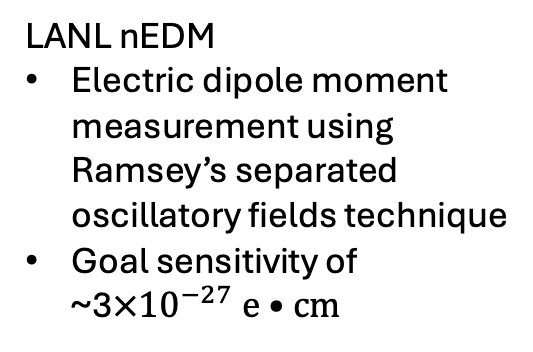 LANL nEDM
• Electric dipole moment
measurement using
Ramsey’s separated
oscillatory fields technique
• Goal sensitivity of
~3×10⁻²⁷ e • cm